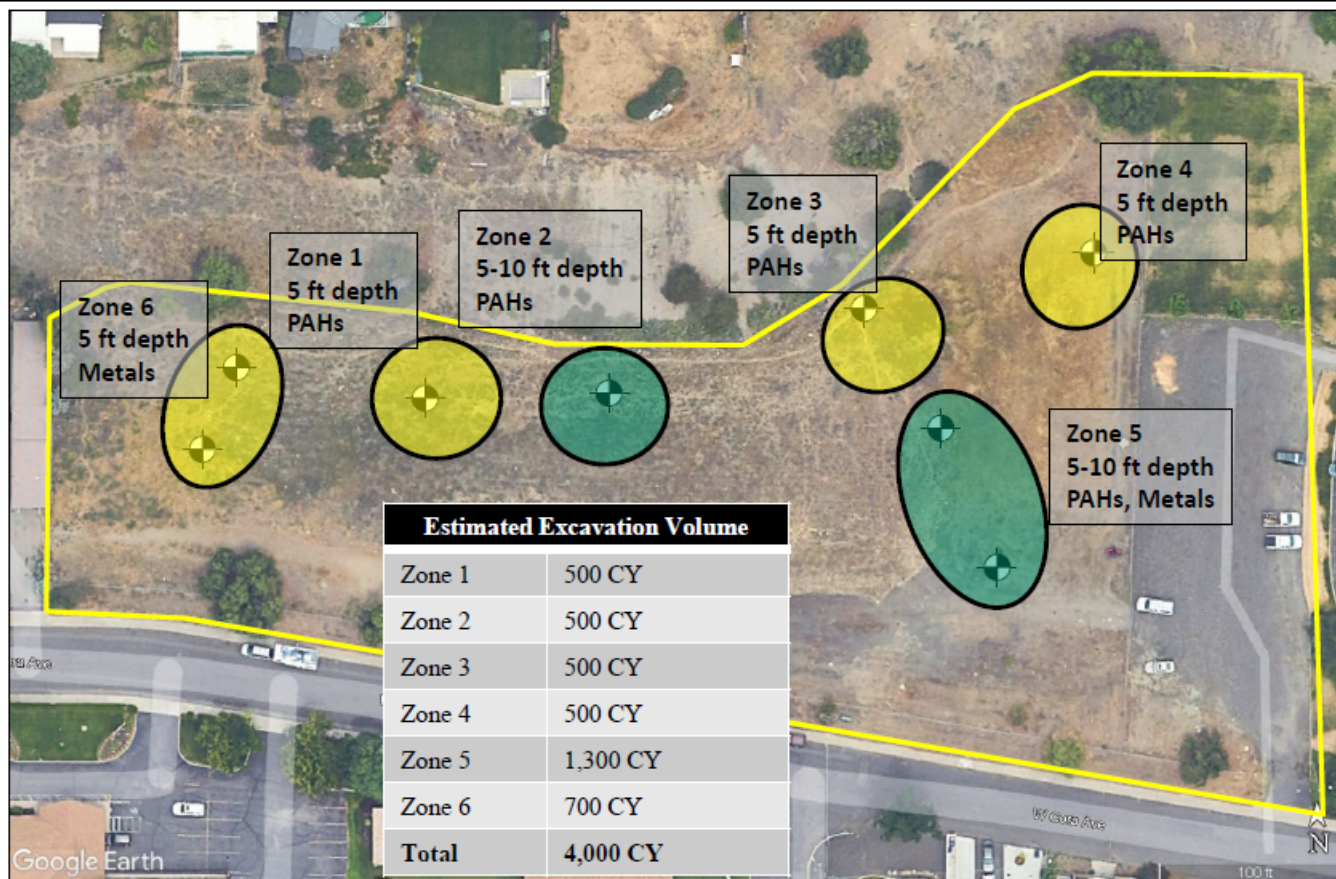 Zone 4
5 ft depth
PAHs
Zone 3
5 ft depth
PAHs
Zone 2
5-10 ft depth
PAHs
Zone 1
5 ft depth
PAHs
Zone 6
5 ft depth
Metals
Zone 5
5-10 ft depth
PAHs, Metals
Estimated Excavation Volume
Zone 1 500 CY
Zone 2 500 CY
Zone 3 500 CY
Zone 4 500 CY
Zone 5 1,300 CY
Zone 6 700 CY
Total 4,000 CY
ra Ave
W Cora Ave
N
Google Earth
100 ft